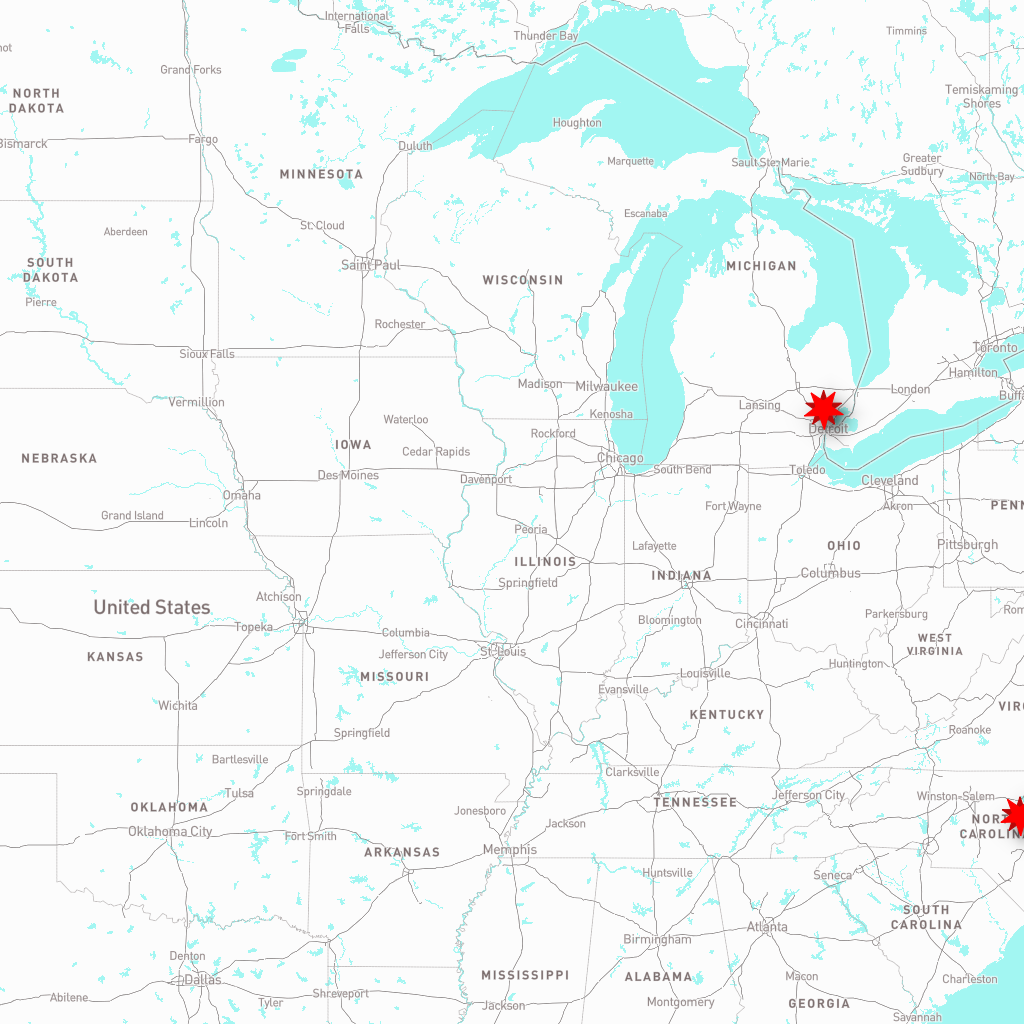 International
Falls
Thunder Bay
Timmins
Grand Forks
NORTH
DAKOTA
Temiskaming
Shores
Houghton
Fargo
Bismarck
Duluth
Marquette
Sault Ste-Marie
Greater
Sudbury
North Bay
MINNESOTA
Escanaba
Aberdeen
St. Cloud
SOUTH
DAKOTA
Saint Paul
WISCONSIN
MICHIGAN
Pierre
Rochester
Toronto
Sioux Falls
Hamilton
Madison
Milwaukee
London
Vermillion
Lansing
Kenosha
Waterloo
Detroit
Rockford
IOWA
Cedar Rapids
NEBRASKA
Chicago
South Bend
Toledo
Des Moines
Davenport
Cleveland
Omaha
Fort Wayne
Akron
Grand Island
Lincoln
Peoria
Lafayette
OHIO
Pittsburgh
ILLINOIS
INDIANA
Columbus
Springfield
Atchison
United States
Parkersburg
Topeka
Columbia
Bloomington
Cincinnati
WEST
VIRGINIA
KANSAS
Jefferson City
St. Louis
Huntington
MISSOURI
Louisville
Evansville
Wichita
KENTUCKY
Springfield
Roanoke
Bartlesville
Clarksville
Tulsa
Springdale
Jefferson City
Winston-Salem
OKLAHOMA
TENNESSEE
Jonesboro
Jackson
Oklahoma City
Fort Smith
CAROLINA
ARKANSAS
Memphis
Huntsville
Seneca
SOUTH
CAROLINA
Atlanta
Birmingham
Denton
MISSISSIPPI
ALABAMA
Dallas
Macon
Charleston
Abilene
Tyler
Shreveport
Jackson
Montgomery
GEORGIA
Savannah